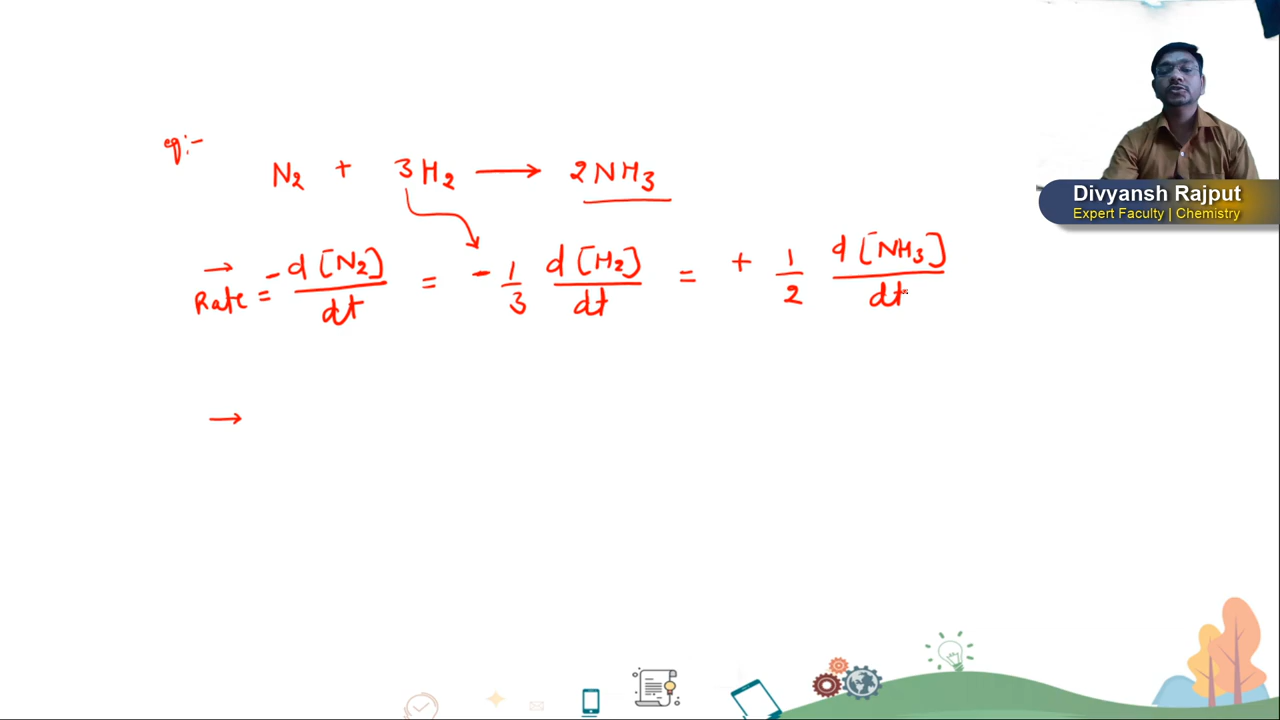 eg:-
N₂ + 3H₂ ⟶ 2NH₃
→ Rate = - d[N₂]/dt = - 1/3 d[H₂]/dt = + 1/2 d[NH₃]/dt
→
Divyansh Rajput
Expert Faculty | Chemistry